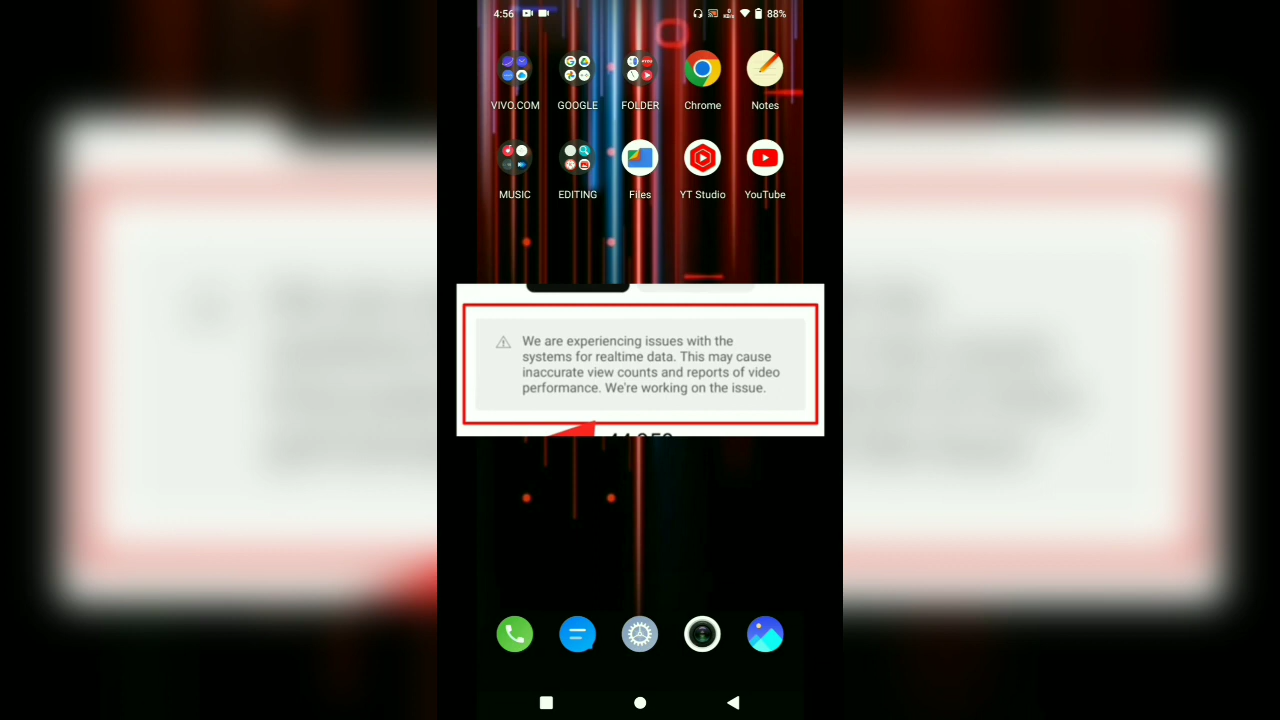 4:56
0
KB/s
88%
VIVO.COM
GOOGLE
FOLDER
Chrome
Notes
MUSIC
EDITING
Files
YT Studio
YouTube
We are experiencing issues with the
systems for realtime data. This may cause
inaccurate view counts and reports of video
performance. We're working on the issue.